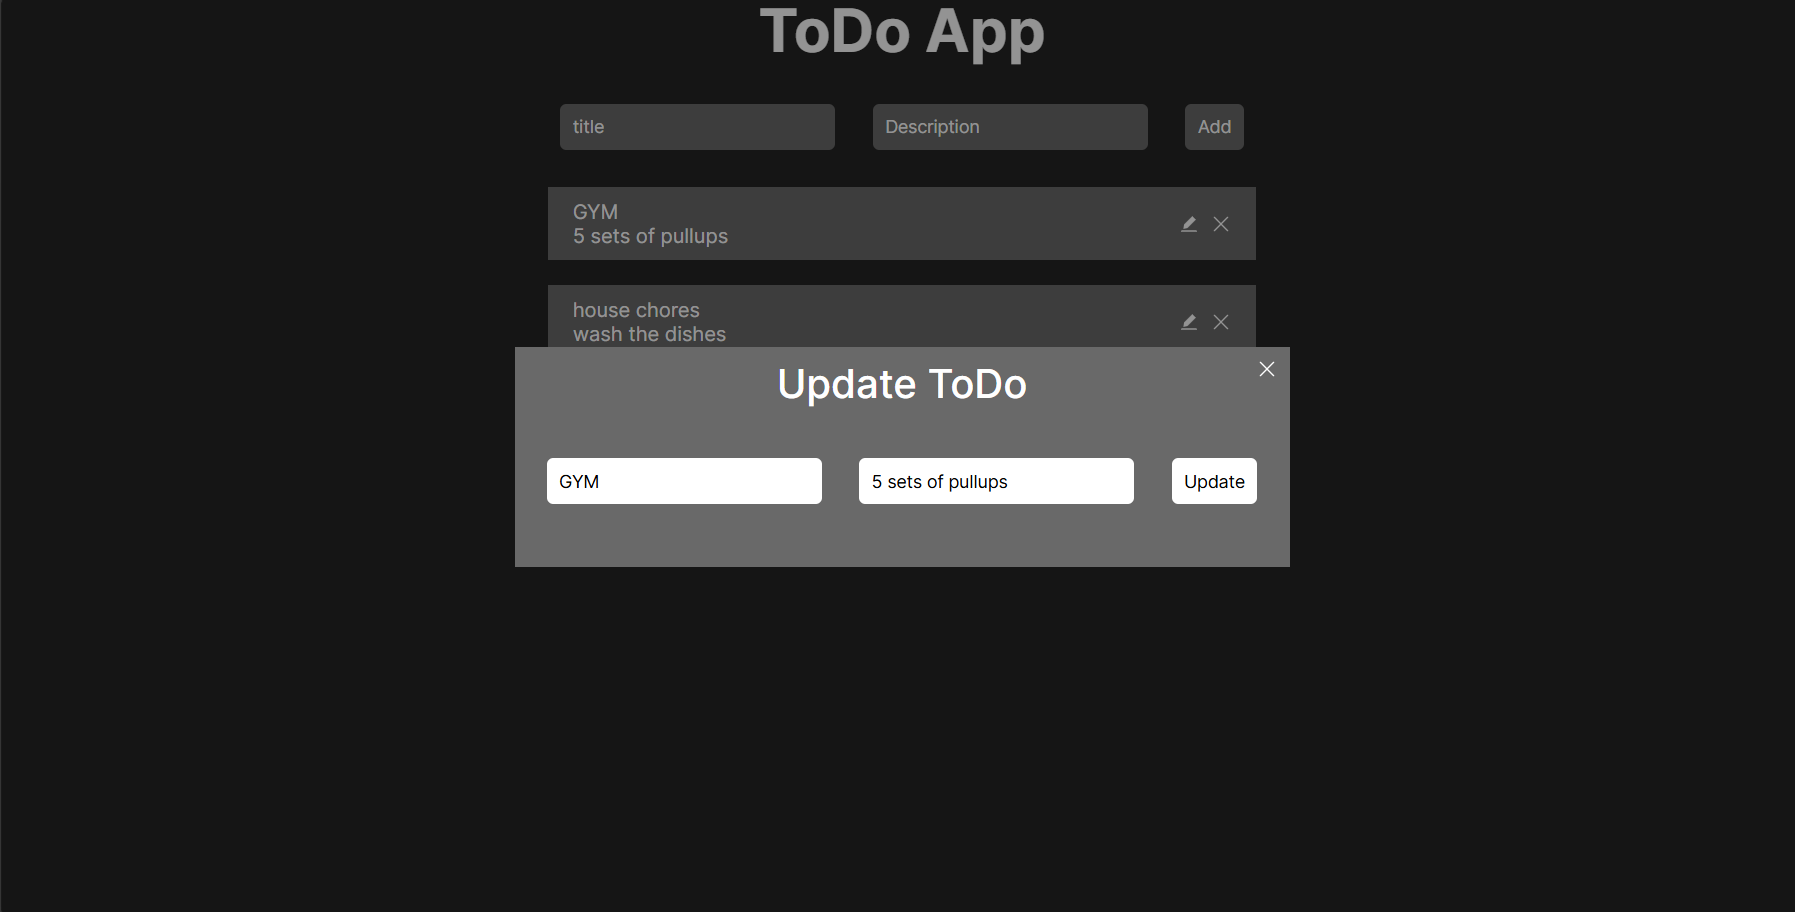 ToDo App
title Description Add
GYM
5 sets of pullups
house chores
wash the dishes
Update ToDo
GYM 5 sets of pullups Update